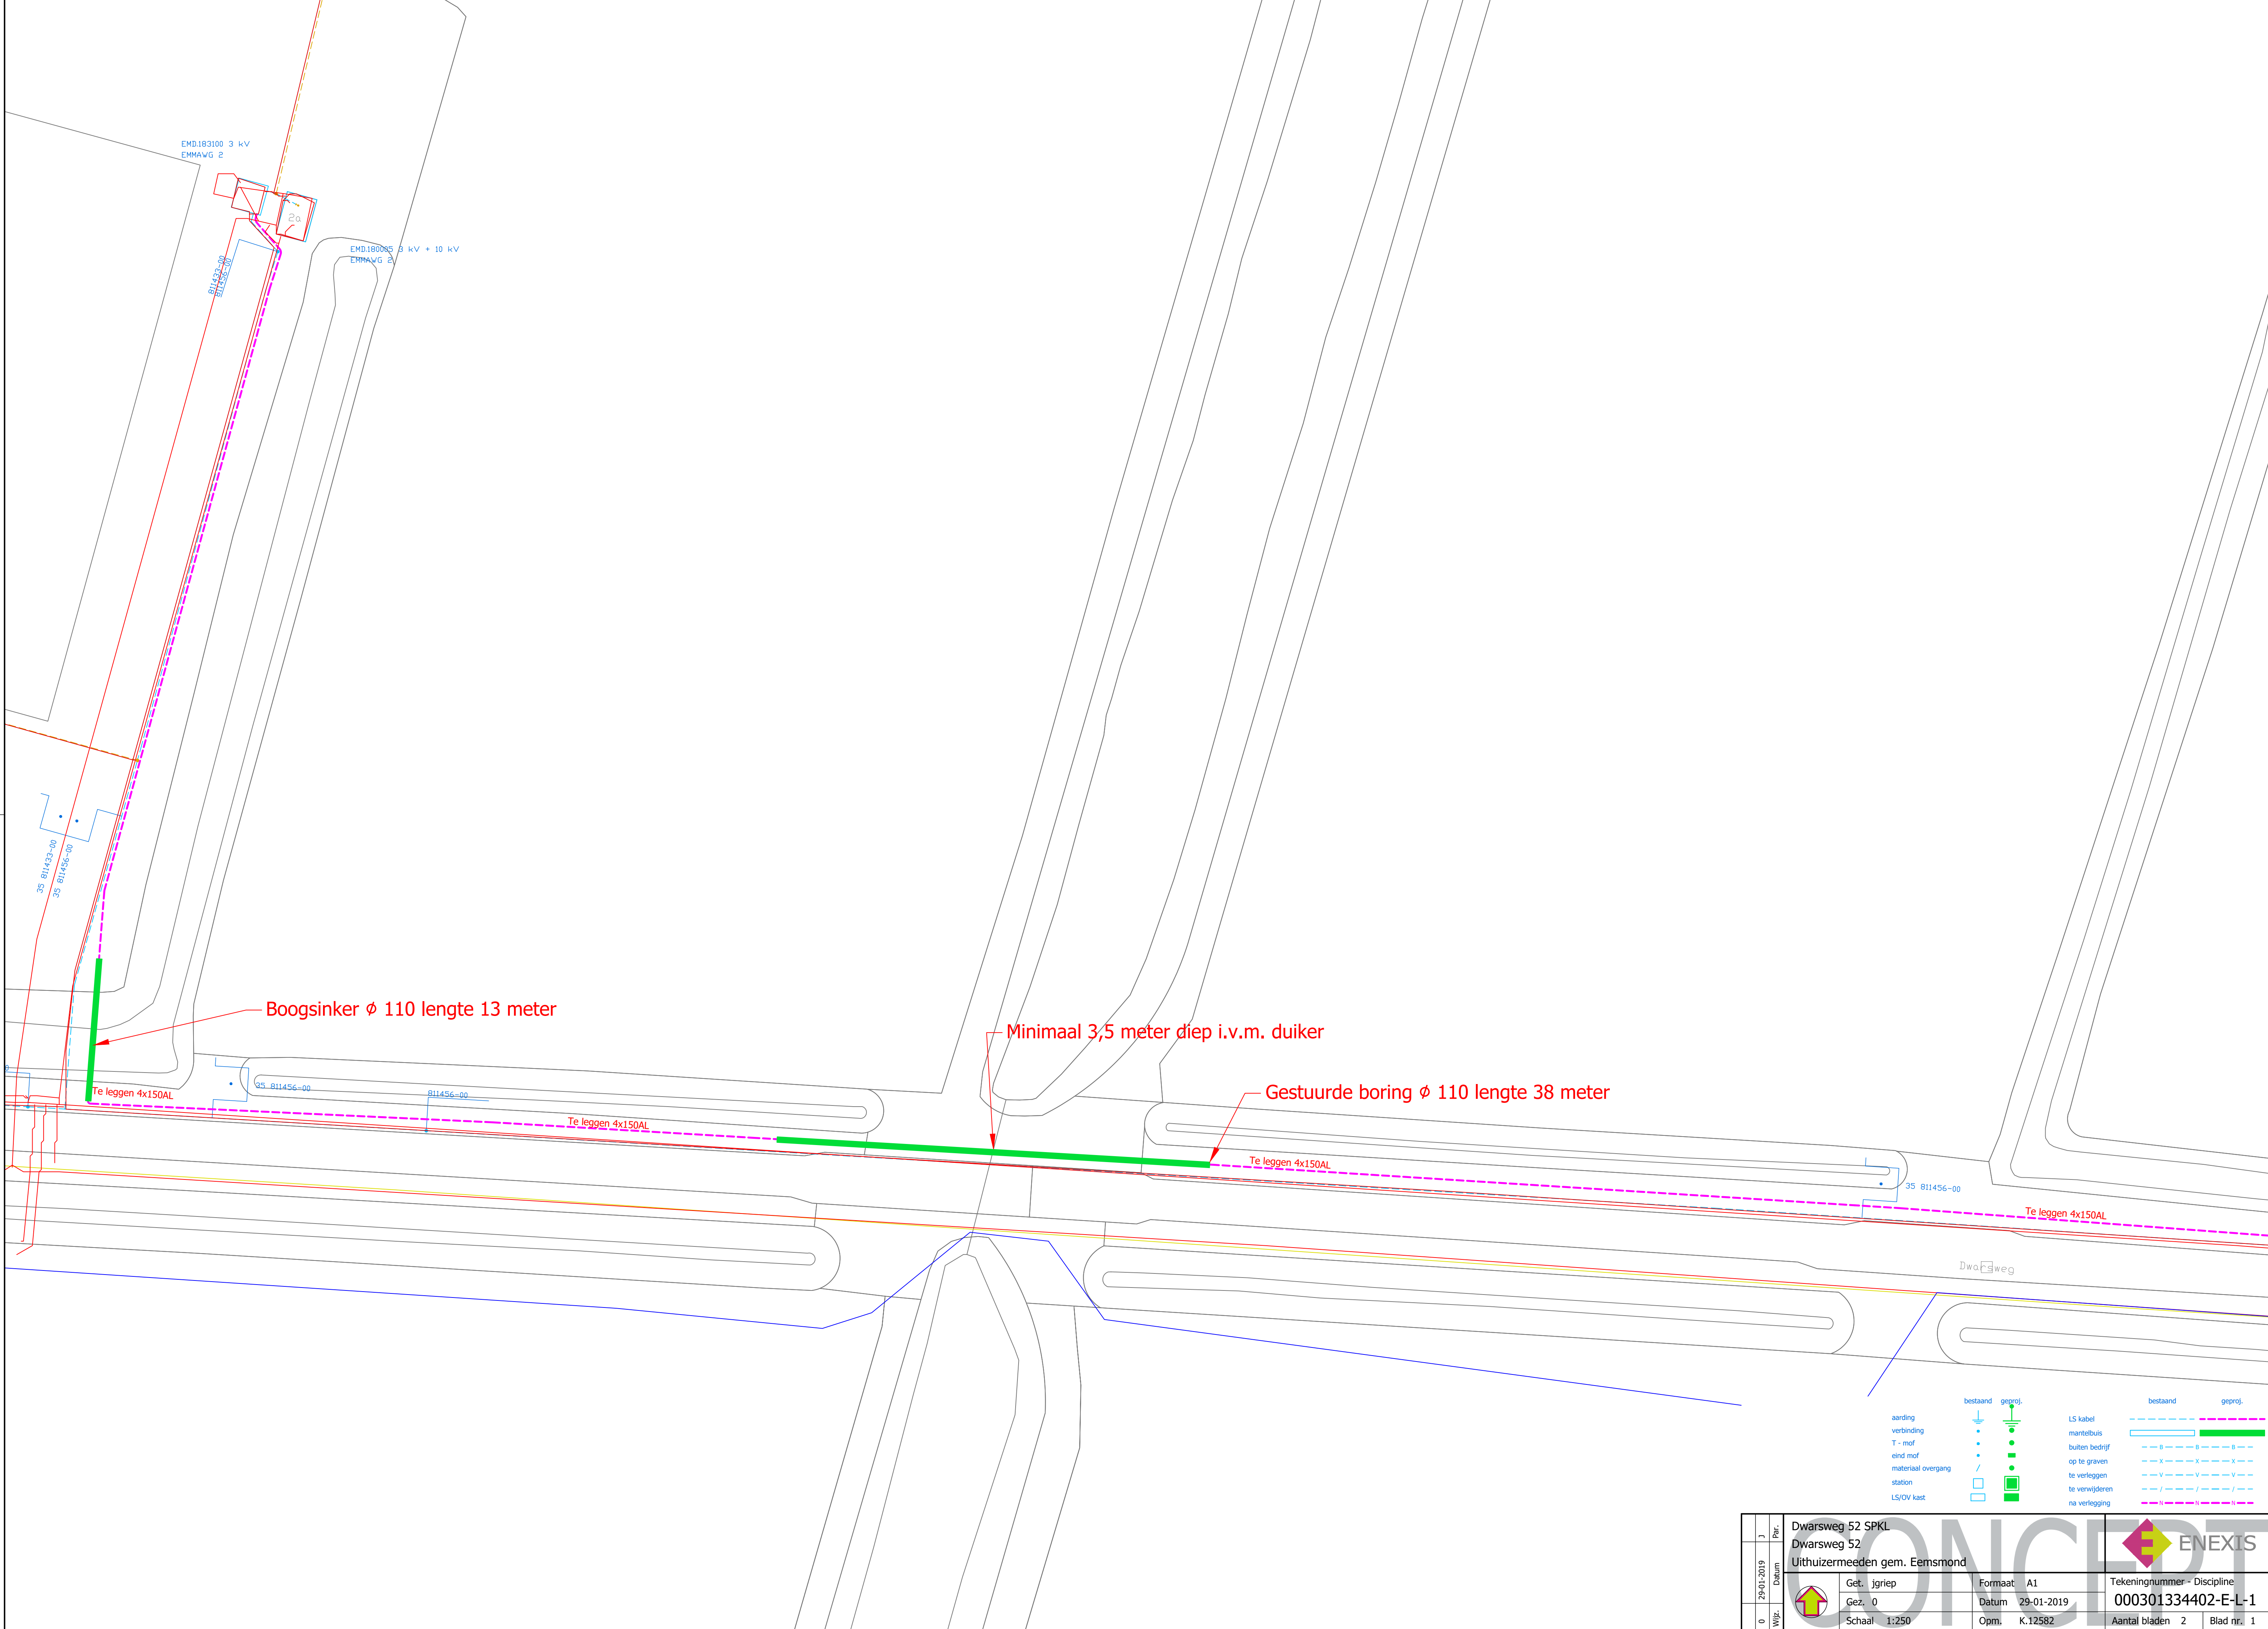 EMD.183100 3 kV
EMMAWG 2
2a
EMD.180005 3 kV + 10 kV
EMMAWG 2
811433-00
811456-00
35 811433-00
35 811456-00
Boogsinker ϕ 110 lengte 13 meter
Minimaal 3,5 meter diep i.v.m. duiker
Gestuurde boring ϕ 110 lengte 38 meter
Te leggen 4x150AL
35 811456-00
811456-00
Te leggen 4x150AL
Te leggen 4x150AL
35 811456-00
Te leggen 4x150AL
Dwarsweg
bestaand geproj.
aarding
verbinding
T - mof
eind mof
materiaal overgang
station
LS/OV kast
bestaand geproj.
LS kabel
mantelbuis
buiten bedrijf B B B
op te graven X X X
te verleggen V V V
te verwijderen / / /
na verlegging N N N
CONCEPT
0 29-01-2019 J
Wijz. Datum Par.
Dwarsweg 52 SPKL
Dwarsweg 52
Uithuizermeeden gem. Eemsmond
ENEXIS
Get. jgriep
Formaat A1
Tekeningnummer - Discipline
Gez. 0
Datum 29-01-2019
000301334402-E-L-1
Schaal 1:250
Opm. K.12582
Aantal bladen 2
Blad nr. 1